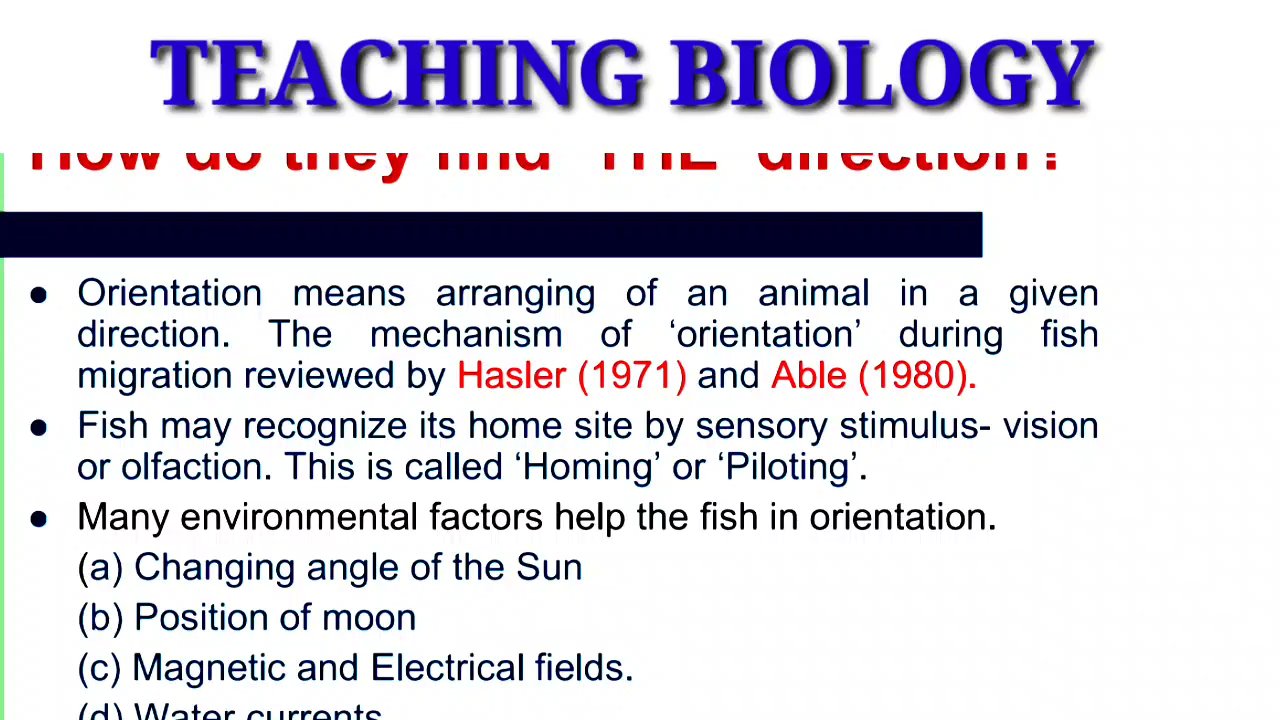 TEACHING BIOLOGY
How do they find 'THE' direction?
● Orientation means arranging of an animal in a given
direction. The mechanism of ‘orientation’ during fish
migration reviewed by Hasler (1971) and Able (1980).
● Fish may recognize its home site by sensory stimulus- vision
or olfaction. This is called ‘Homing’ or ‘Piloting’.
● Many environmental factors help the fish in orientation.
(a) Changing angle of the Sun
(b) Position of moon
(c) Magnetic and Electrical fields.
(d) Water currents